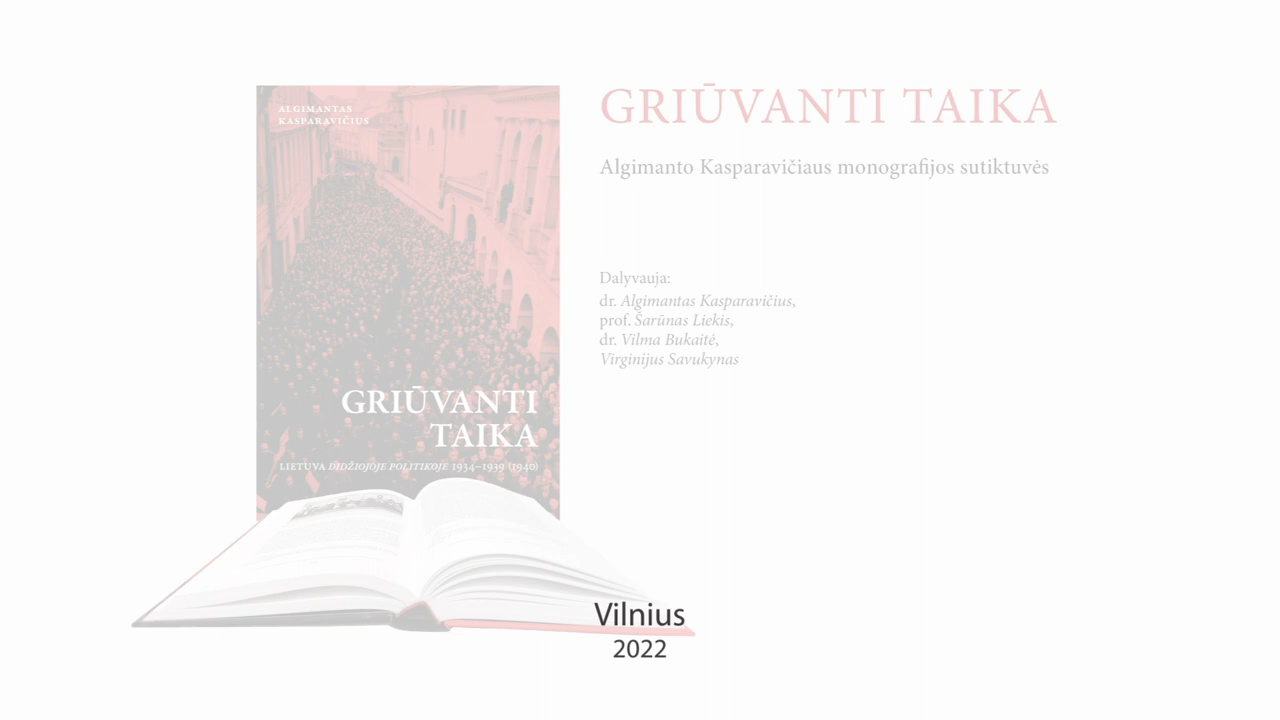 ALGIMANTAS
KASPARAVIČIUS
GRIŪVANTI
TAIKA
LIETUVA DIDŽIOJOJE POLITIKOJE 1934–1939 (1940)
GRIŪVANTI TAIKA
Algimanto Kasparavičiaus monografijos sutiktuvės
Dalyvauja:
dr. Algimantas Kasparavičius,
prof. Šarūnas Liekis,
dr. Vilma Bukaitė,
Virginijus Savukynas
Vilnius
2022